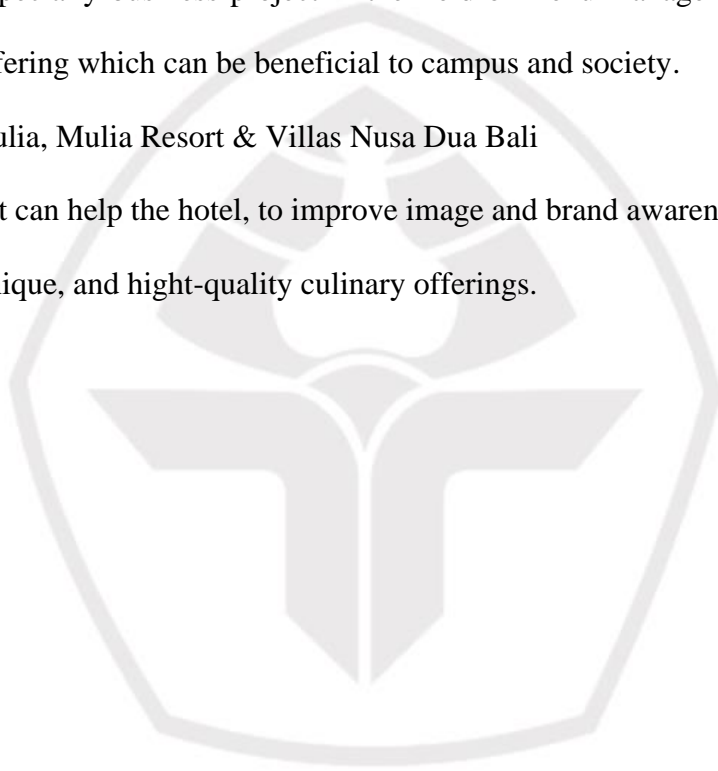 fering which can be beneficial to campus and society.
ulia, Mulia Resort & Villas Nusa Dua Bali
t can help the hotel, to improve image and brand awaren
nique, and hight-quality culinary offerings.